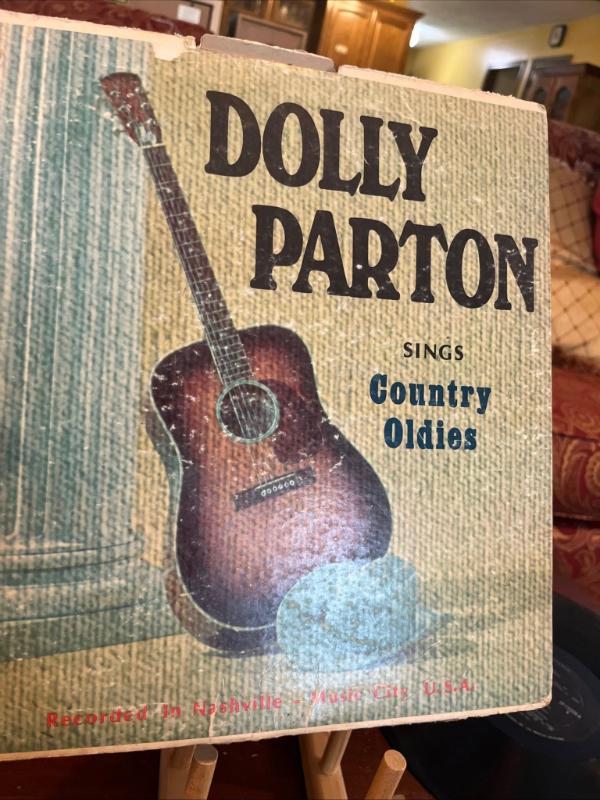 DOLLY
PARTON
SINGS
Country
Oldies
Recorded In Nashville - Music City U.S.A.